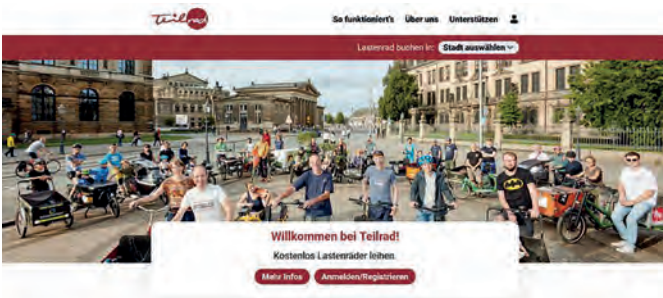 Teilrad
So funktioniert's Über uns Unterstützen
Lastenrad buchen in: Stadt auswählen
Willkommen bei Teilrad!
Kostenlos Lastenräder leihen.
Mehr Infos Anmelden/Registrieren